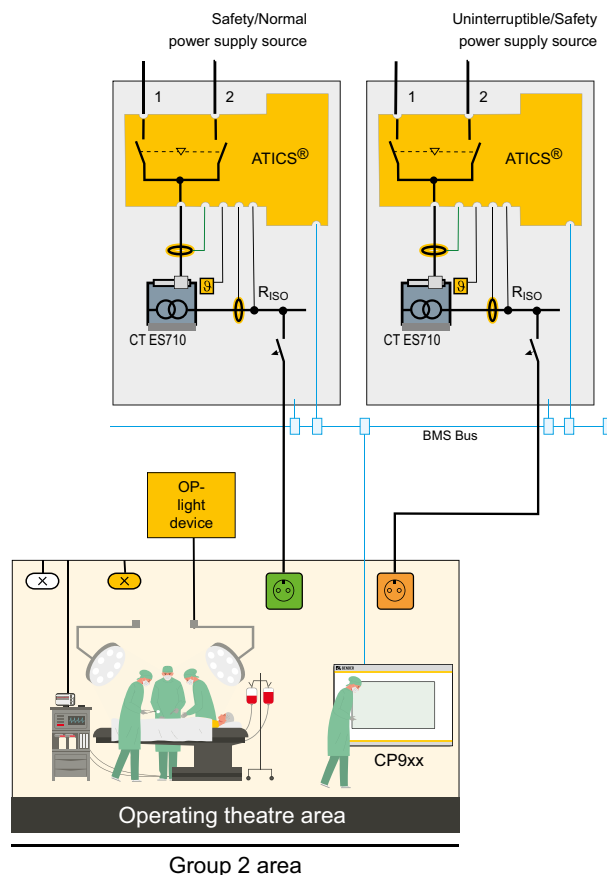 Safety/Normal
power supply source
Uninterruptible/Safety
power supply source
1
2
1
2
ATICS®
ATICS®
ϑ
RISO
ϑ
RISO
CT ES710
CT ES710
BMS Bus
OP-
light
device
BENDER
CP9xx
Operating theatre area
Group 2 area